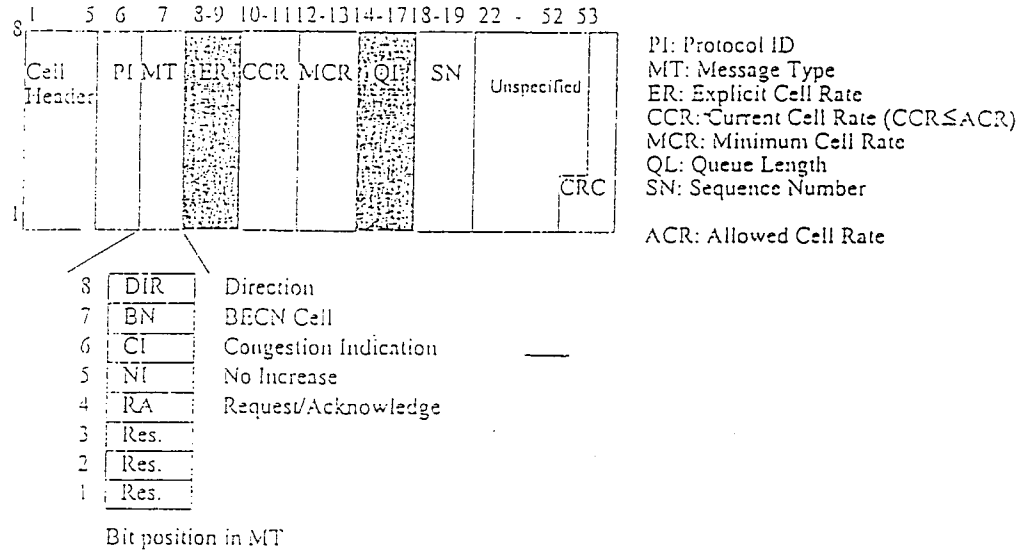 1 5 6 7 8-9 10-11 12-13 14-17 18-19 22 - 52 53
8
Cell Header
PI
MT
ER
CCR
MCR
QL
SN
Unspecified
CRC
1
PI: Protocol ID
MT: Message Type
ER: Explicit Cell Rate
CCR: Current Cell Rate (CCR≤ACR)
MCR: Minimum Cell Rate
QL: Queue Length
SN: Sequence Number
ACR: Allowed Cell Rate
8 DIR Direction
7 BN BECN Cell
6 CI Congestion Indication
5 NI No Increase
4 RA Request/Acknowledge
3 Res.
2 Res.
1 Res.
Bit position in MT